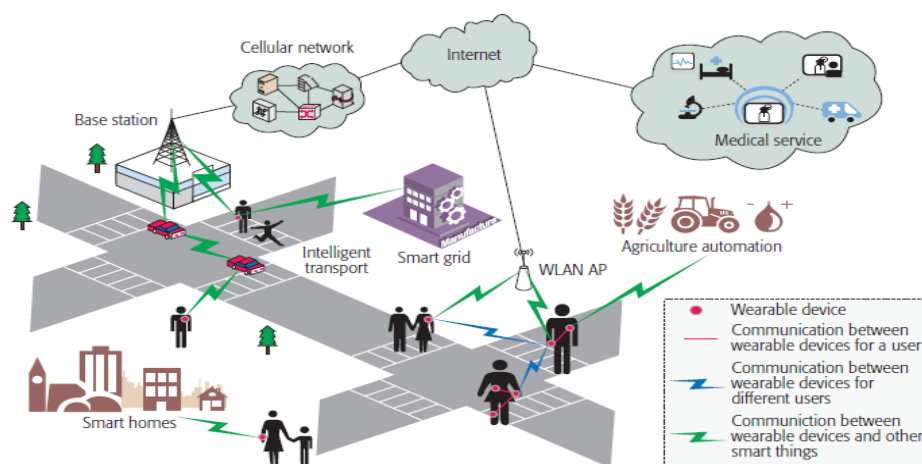 Cellular network
Internet
Base station
Medical service
Manufacture
Intelligent
transport
Smart grid
WLAN AP
Agriculture automation
Smart homes
Wearable device
Communication between
wearable devices for a user
Communication between
wearable devices for
different users
Communiction between
wearable devices and other
smart things